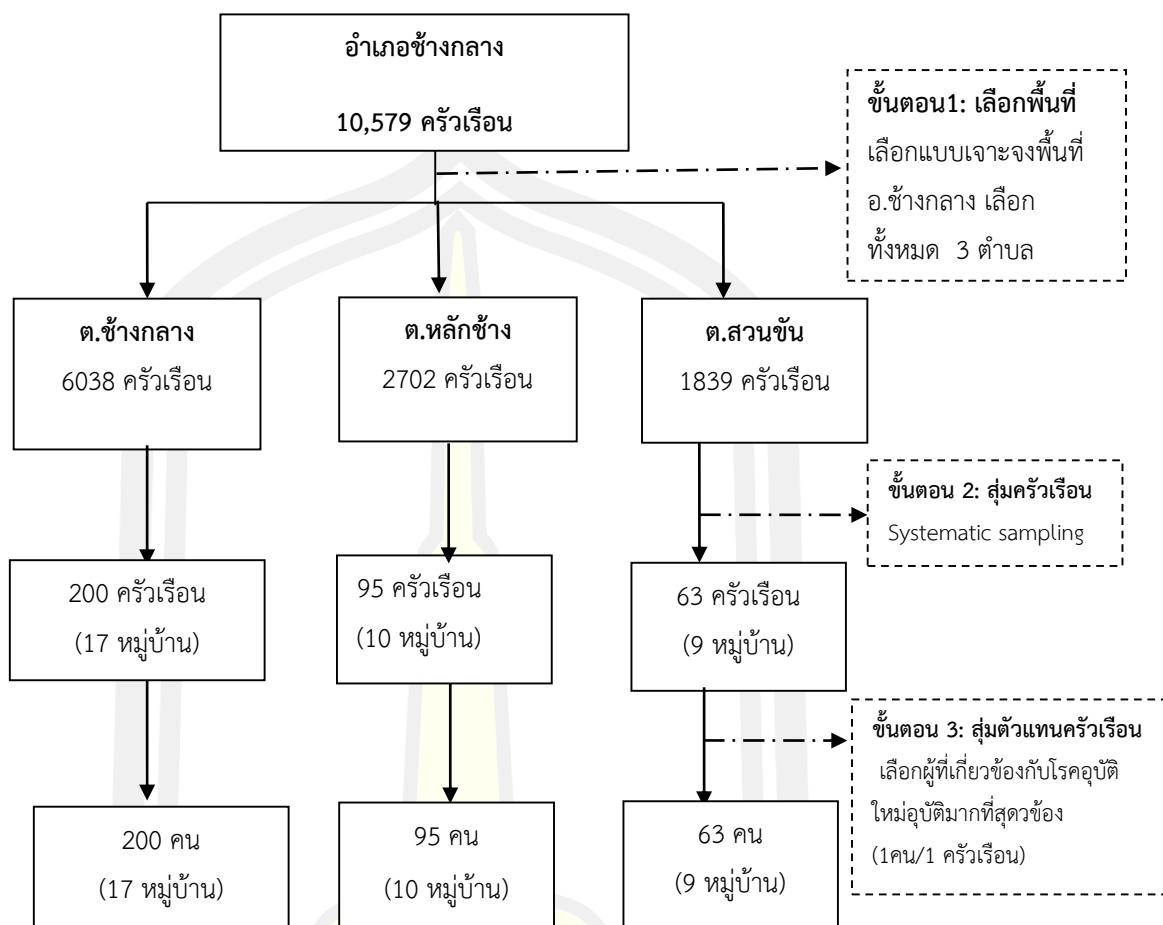 อำเภอช้างกลาง
10,579 ครัวเรือน
ขั้นตอน1: เลือกพื้นที่
เลือกแบบเจาะจงพื้นที่
อ.ช้างกลาง เลือก
ทั้งหมด 3 ตำบล
ต.ช้างกลาง
6038 ครัวเรือน
ต.หลักช้าง
2702 ครัวเรือน
ต.สวนขัน
1839 ครัวเรือน
ขั้นตอน 2: สุ่มครัวเรือน
Systematic sampling
200 ครัวเรือน
(17 หมู่บ้าน)
95 ครัวเรือน
(10 หมู่บ้าน)
63 ครัวเรือน
(9 หมู่บ้าน)
ขั้นตอน 3: สุ่มตัวแทนครัวเรือน
เลือกผู้ที่เกี่ยวข้องกับโรคอุบัติ
ใหม่อุบัติมากที่สุดวข้อง
(1คน/1 ครัวเรือน)
200 คน
(17 หมู่บ้าน)
95 คน
(10 หมู่บ้าน)
63 คน
(9 หมู่บ้าน)